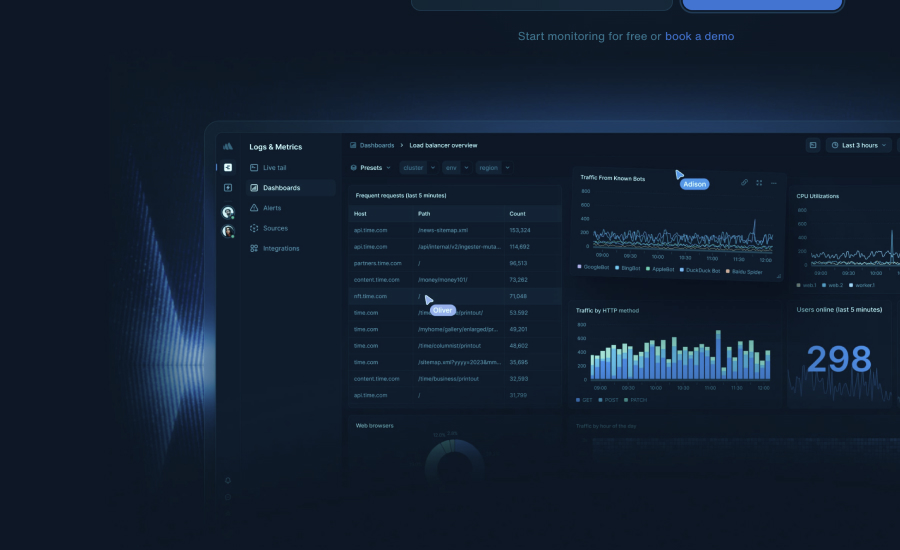 Start monitoring for free or book a demo
Logs & Metrics
Live tail
Dashboards
Alerts
Sources
Integrations
Dashboards > Load balancer overview
Last 3 hours
Presets
cluster
env
region
Frequent requests (last 5 minutes)
Host Path Count
api.time.com /news-sitemap.xml 153,324
api.time.com /api/internal/v2/ingestor-muta... 114,892
partners.time.com / 96,513
content.time.com /money/money101/ 73,262
nft.time.com / 71,046
Oliver
time.com printout/ 53,592
time.com /myhome/gallery/enlarged/pr... 49,201
time.com /time/columnist/printout 48,602
time.com /sitemap.xml?yyyy=2023&mm... 35,695
content.time.com /time/business/printout 32,593
api.time.com / 31,799
Web browsers
Traffic From Known Bots
Adison
800
600
400
200
0
09:00 09:30 10:00 10:30 11:00 11:30 12:00
GoogleBot BingBot AppleBot DuckDuck Bot Baidu Spider
CPU Utilizations
800
600
400
200
0
09:00 09:30 10:00
web.1 web.2 worker.1
Traffic by HTTP method
800
600
400
200
0
09:00 09:30 10:00 10:30 11:00 11:30 12:00
GET POST PATCH
Users online (last 5 minutes)
298
Traffic by hour of the day